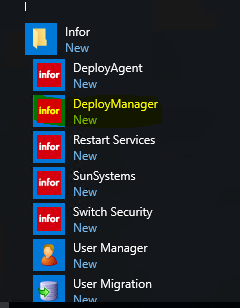 Infor
New
infor DeployAgent
New
infor DeployManager
New
infor Restart Services
New
infor SunSystems
New
infor Switch Security
New
User Manager
New
User Migration
New